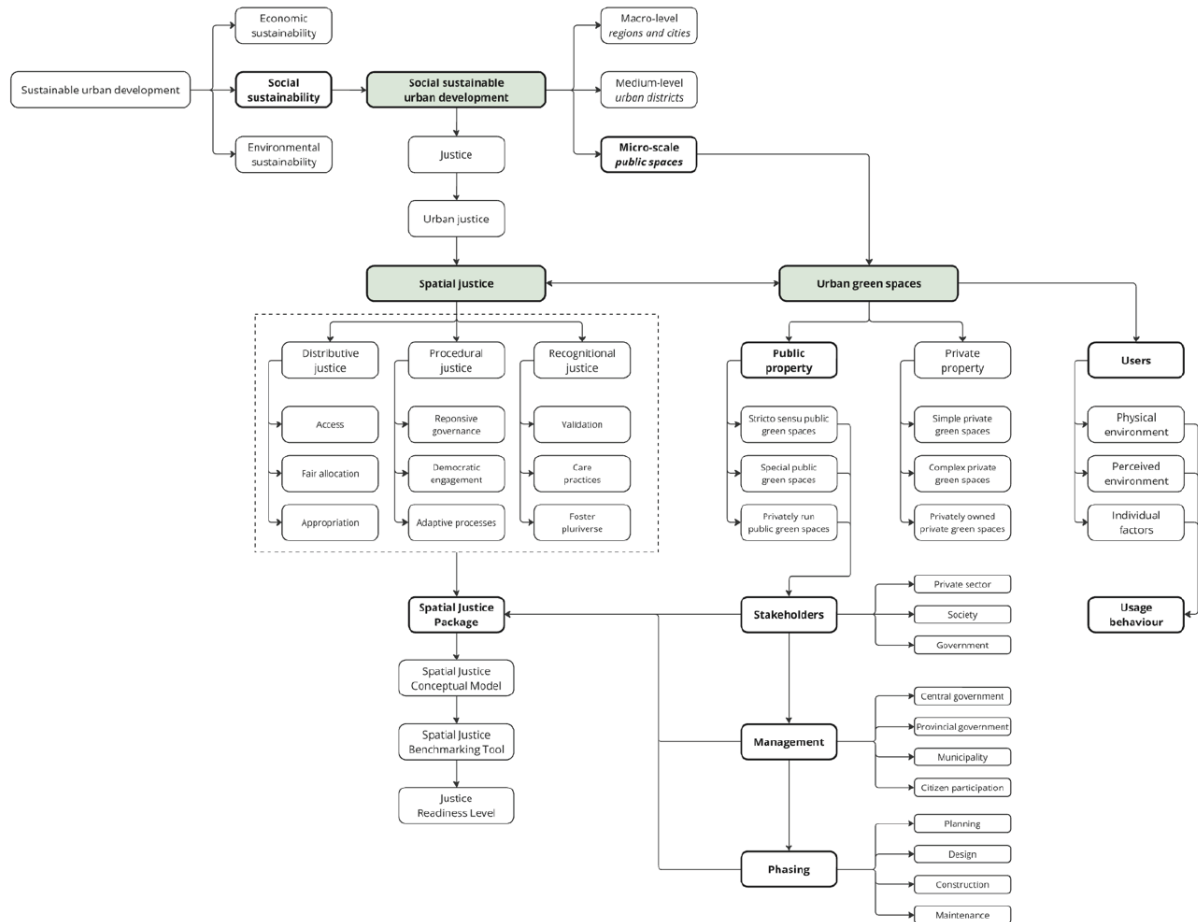 Economic
sustainability
Macro-level
regions and cities
Sustainable urban development
Social
sustainability
Social sustainable
urban development
Medium-level
urban districts
Environmental
sustainability
Justice
Micro-scale
public spaces
Urban justice
Spatial justice
Urban green spaces
Distributive
justice
Procedural
justice
Recognitional
justice
Public
property
Private
property
Users
Access
Reponsive
governance
Validation
Stricto sensu public
green spaces
Simple private
green spaces
Physical
environment
Fair allocation
Democratic
engagement
Care
practices
Special public
green spaces
Complex private
green spaces
Perceived
environment
Appropriation
Adaptive processes
Foster
pluriverse
Privately run
public green spaces
Privately owned
private green spaces
Individual
factors
Spatial Justice
Package
Stakeholders
Private sector
Society
Government
Usage
behaviour
Spatial Justice
Conceptual Model
Spatial Justice
Benchmarking Tool
Justice
Readiness Level
Management
Central government
Provincial government
Municipality
Citizen participation
Phasing
Planning
Design
Construction
Maintenance